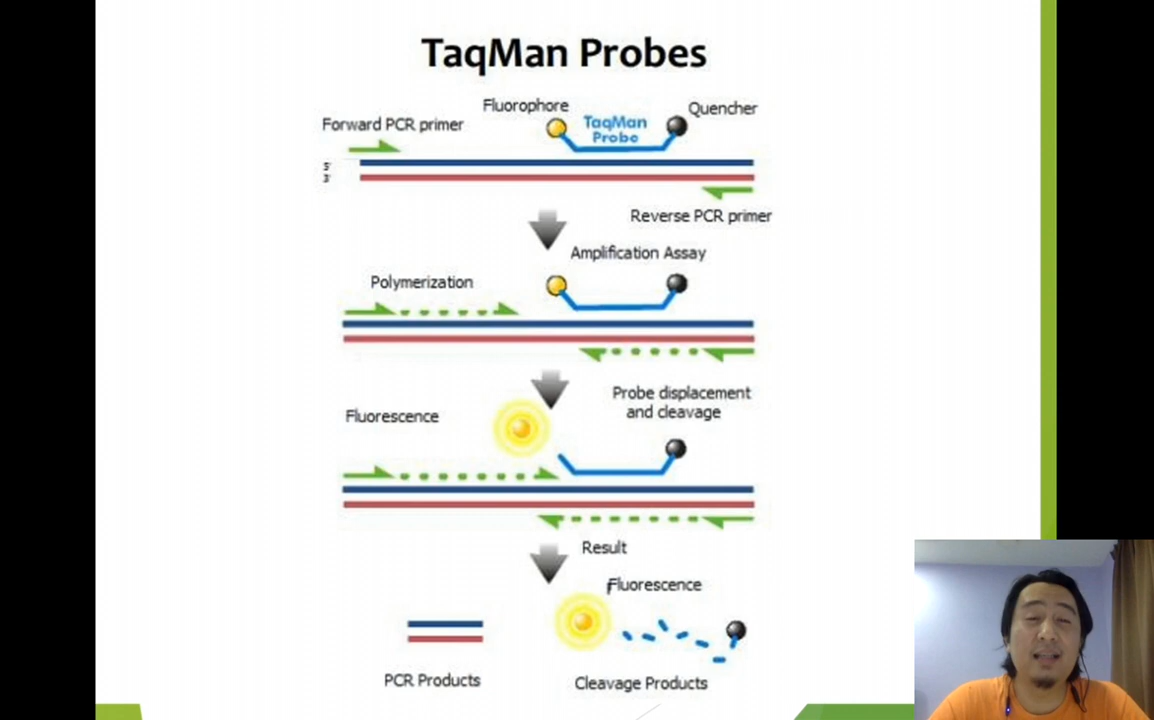 TaqMan Probes
Fluorophore
Quencher
Forward PCR primer
TaqMan
Probe
5'
3'
Reverse PCR primer
Amplification Assay
Polymerization
Probe displacement
and cleavage
Fluorescence
Result
Fluorescence
PCR Products
Cleavage Products